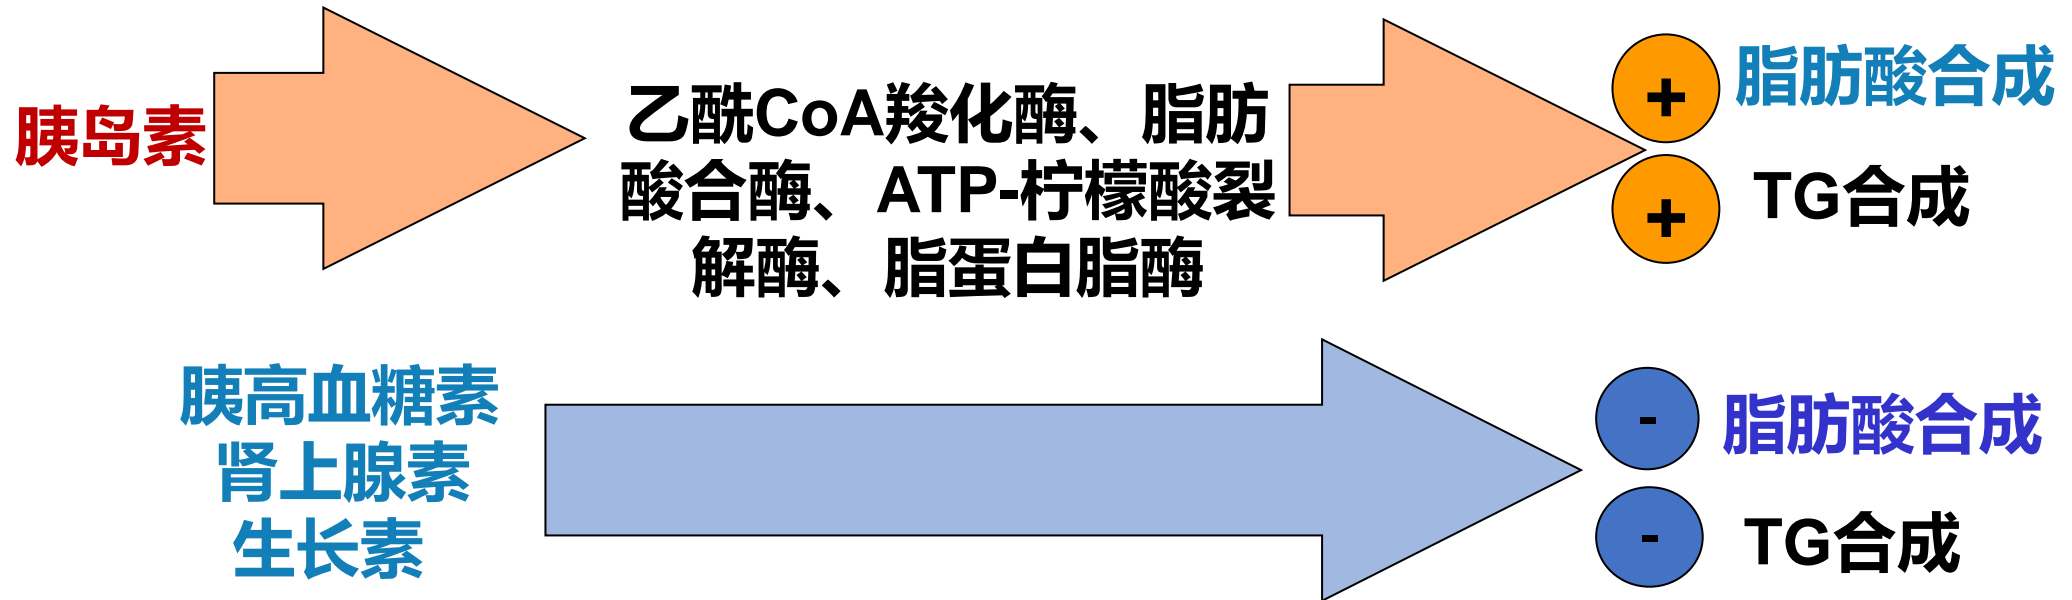 胰岛素
乙酰CoA羧化酶、脂肪
酸合酶、ATP-柠檬酸裂
解酶、脂蛋白脂酶
+
脂肪酸合成
+
TG合成
胰高血糖素
肾上腺素
生长素
-
脂肪酸合成
-
TG合成